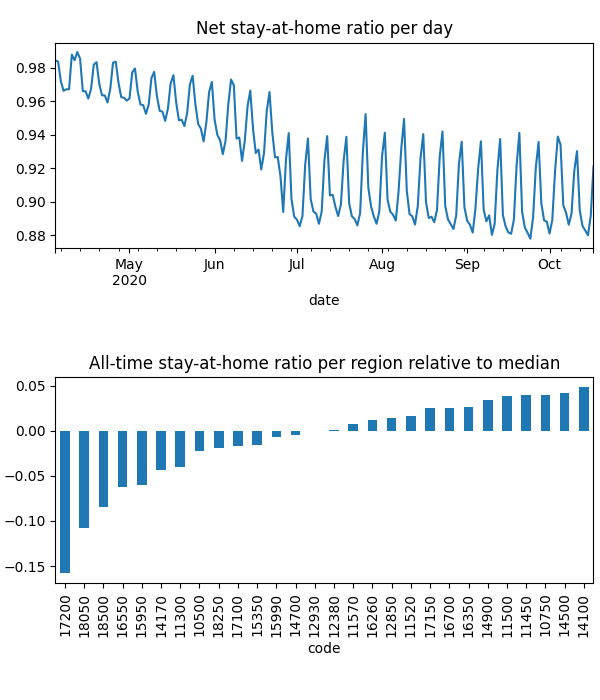 Net stay-at-home ratio per day
0.98
0.96
0.94
0.92
0.90
0.88
May Jun Jul Aug Sep Oct
2020
date
All-time stay-at-home ratio per region relative to median
0.05
0.00
−0.05
−0.10
−0.15
17200 18050 18500 16550 15950 14170 11300 10500 18250 17100 15350 15990 14700 12930 12380 11570 16260 12850 11520 17150 16700 16350 14900 11500 11450 10750 14500 14100
code